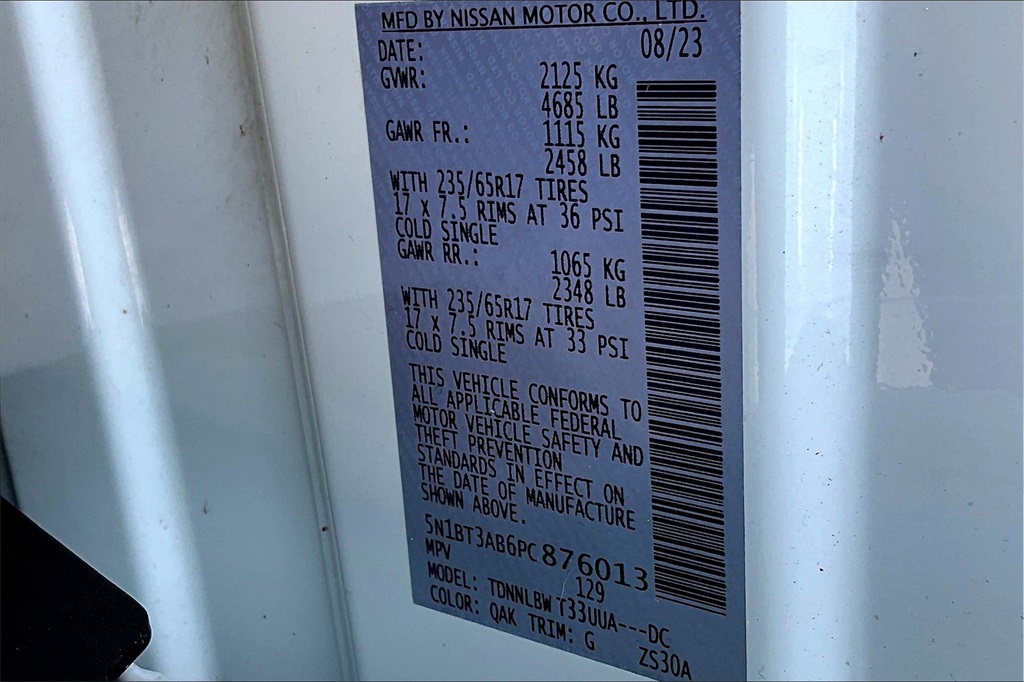 MFD BY NISSAN MOTOR CO., LTD.
DATE: 08/23
GVWR: 2125 KG
4685 LB
GAWR FR.: 1115 KG
2458 LB
WITH 235/65R17 TIRES
17 X 7.5 RIMS AT 36 PSI
COLD SINGLE
GAWR RR.: 1065 KG
2348 LB
WITH 235/65R17 TIRES
17 X 7.5 RIMS AT 33 PSI
COLD SINGLE
THIS VEHICLE CONFORMS TO
ALL APPLICABLE FEDERAL
MOTOR VEHICLE SAFETY AND
THEFT PREVENTION
STANDARDS IN EFFECT ON
THE DATE OF MANUFACTURE
SHOWN ABOVE.
5N1BT3AB6PC876013
MPV 129
MODEL: TDNNLBW T33UUA---DC
COLOR: QAK TRIM: G ZS30A